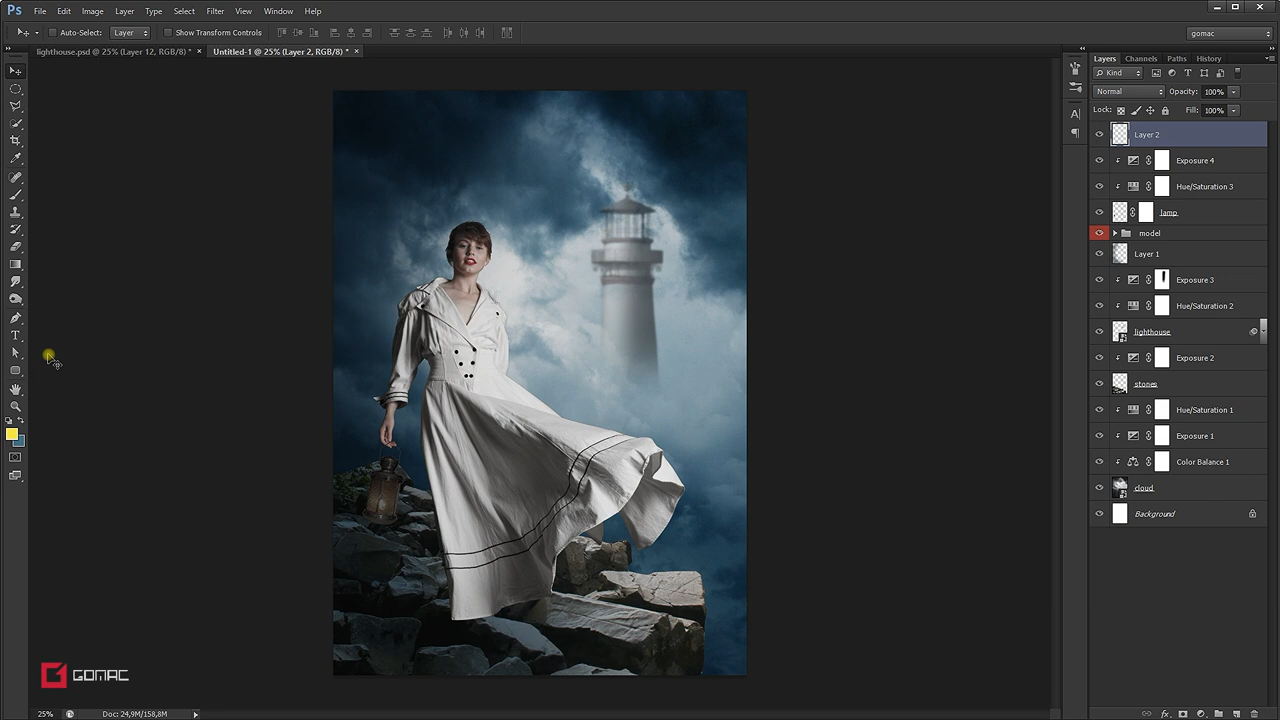 Ps File Edit Image Layer Type Select Filter View Window Help
Auto-Select: Layer Show Transform Controls gomac
lighthouse.psd @ 25% (Layer 12, RGB/8) * × Untitled-1 @ 25% (Layer 2, RGB/8) * ×
Layers Channels Paths History
Kind
Normal Opacity: 100%
Lock: Fill: 100%
Layer 2
Exposure 4
Hue/Saturation 3
lamp
model
Layer 1
Exposure 3
Hue/Saturation 2
lighthouse
Exposure 2
stones
Hue/Saturation 1
Exposure 1
Color Balance 1
cloud
Background
GOMAC
25% Doc: 24,9M/158,8M